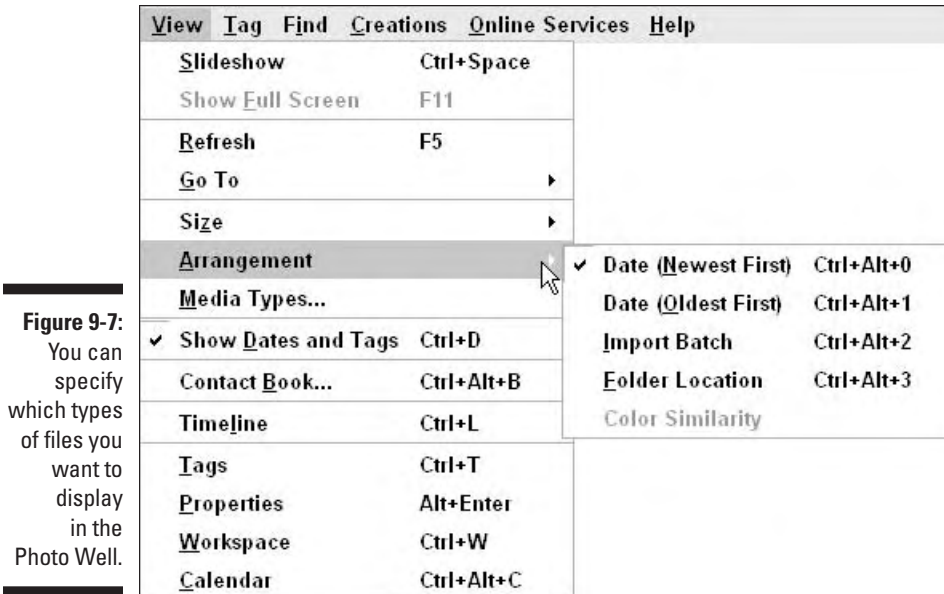 View Tag Find Creations Online Services Help
Slideshow Ctrl+Space
Show Full Screen F11
Refresh F5
Go To
Size
Arrangement
Media Types...
Show Dates and Tags Ctrl+D
Contact Book... Ctrl+Alt+B
Timeline Ctrl+L
Tags Ctrl+T
Properties Alt+Enter
Workspace Ctrl+W
Calendar Ctrl+Alt+C
Date (Newest First) Ctrl+Alt+0
Date (Oldest First) Ctrl+Alt+1
Import Batch Ctrl+Alt+2
Folder Location Ctrl+Alt+3
Color Similarity
Figure 9-7:
You can
specify
which types
of files you
want to
display
in the
Photo Well.